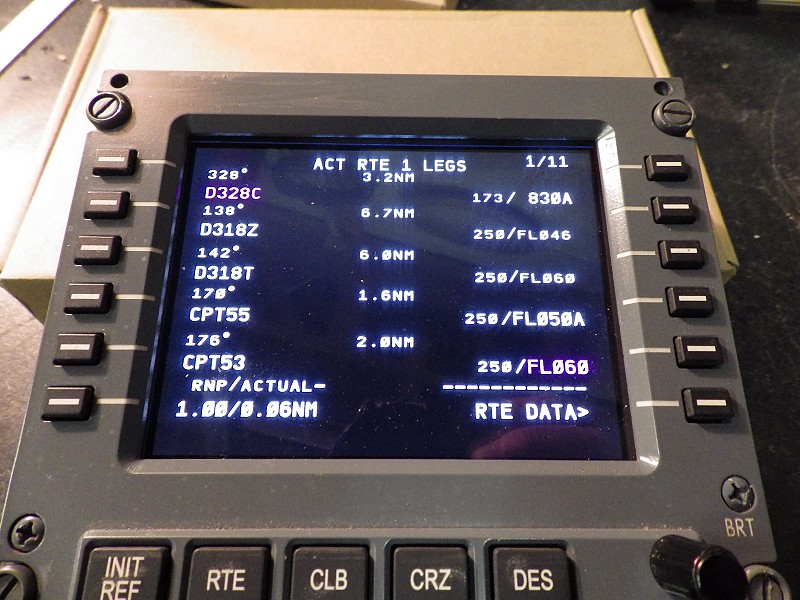 ACT RTE 1 LEGS 1/11
328° 3.2NM
D328C 173/ 830A
138° 6.7NM
D318Z 250/FL046
142° 6.0NM
D318T 250/FL060
170° 1.6NM
CPT55 250/FL050A
176° 2.0NM
CPT53 250/FL060
RNP/ACTUAL- ------------
1.00/0.06NM RTE DATA>
BRT
INIT REF RTE CLB CRZ DES